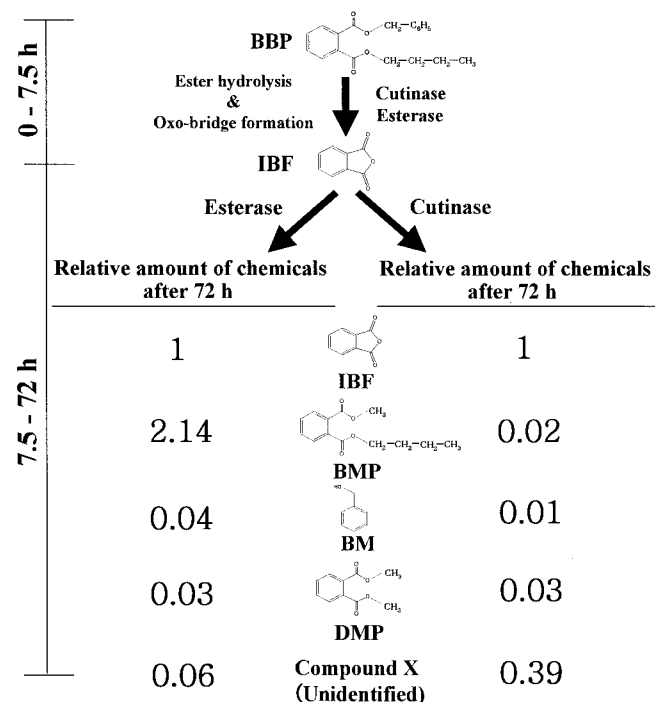 0 - 7.5 h
BBP
O
O
CH₂—C₆H₅
O
O
CH₂—CH₂—CH₂—CH₃
Ester hydrolysis
&
Oxo-bridge formation
Cutinase
Esterase
IBF
O
O
O
Esterase
Cutinase
7.5 - 72 h
Relative amount of chemicals
after 72 h
Relative amount of chemicals
after 72 h
1
O
O
O
1
IBF
2.14
O
O
CH₃
O
O
CH₂—CH₂—CH₂—CH₃
0.02
BMP
0.04
HO
0.01
BM
0.03
O
O
CH₃
O
O
CH₃
0.03
DMP
0.06
Compound X
(Unidentified)
0.39